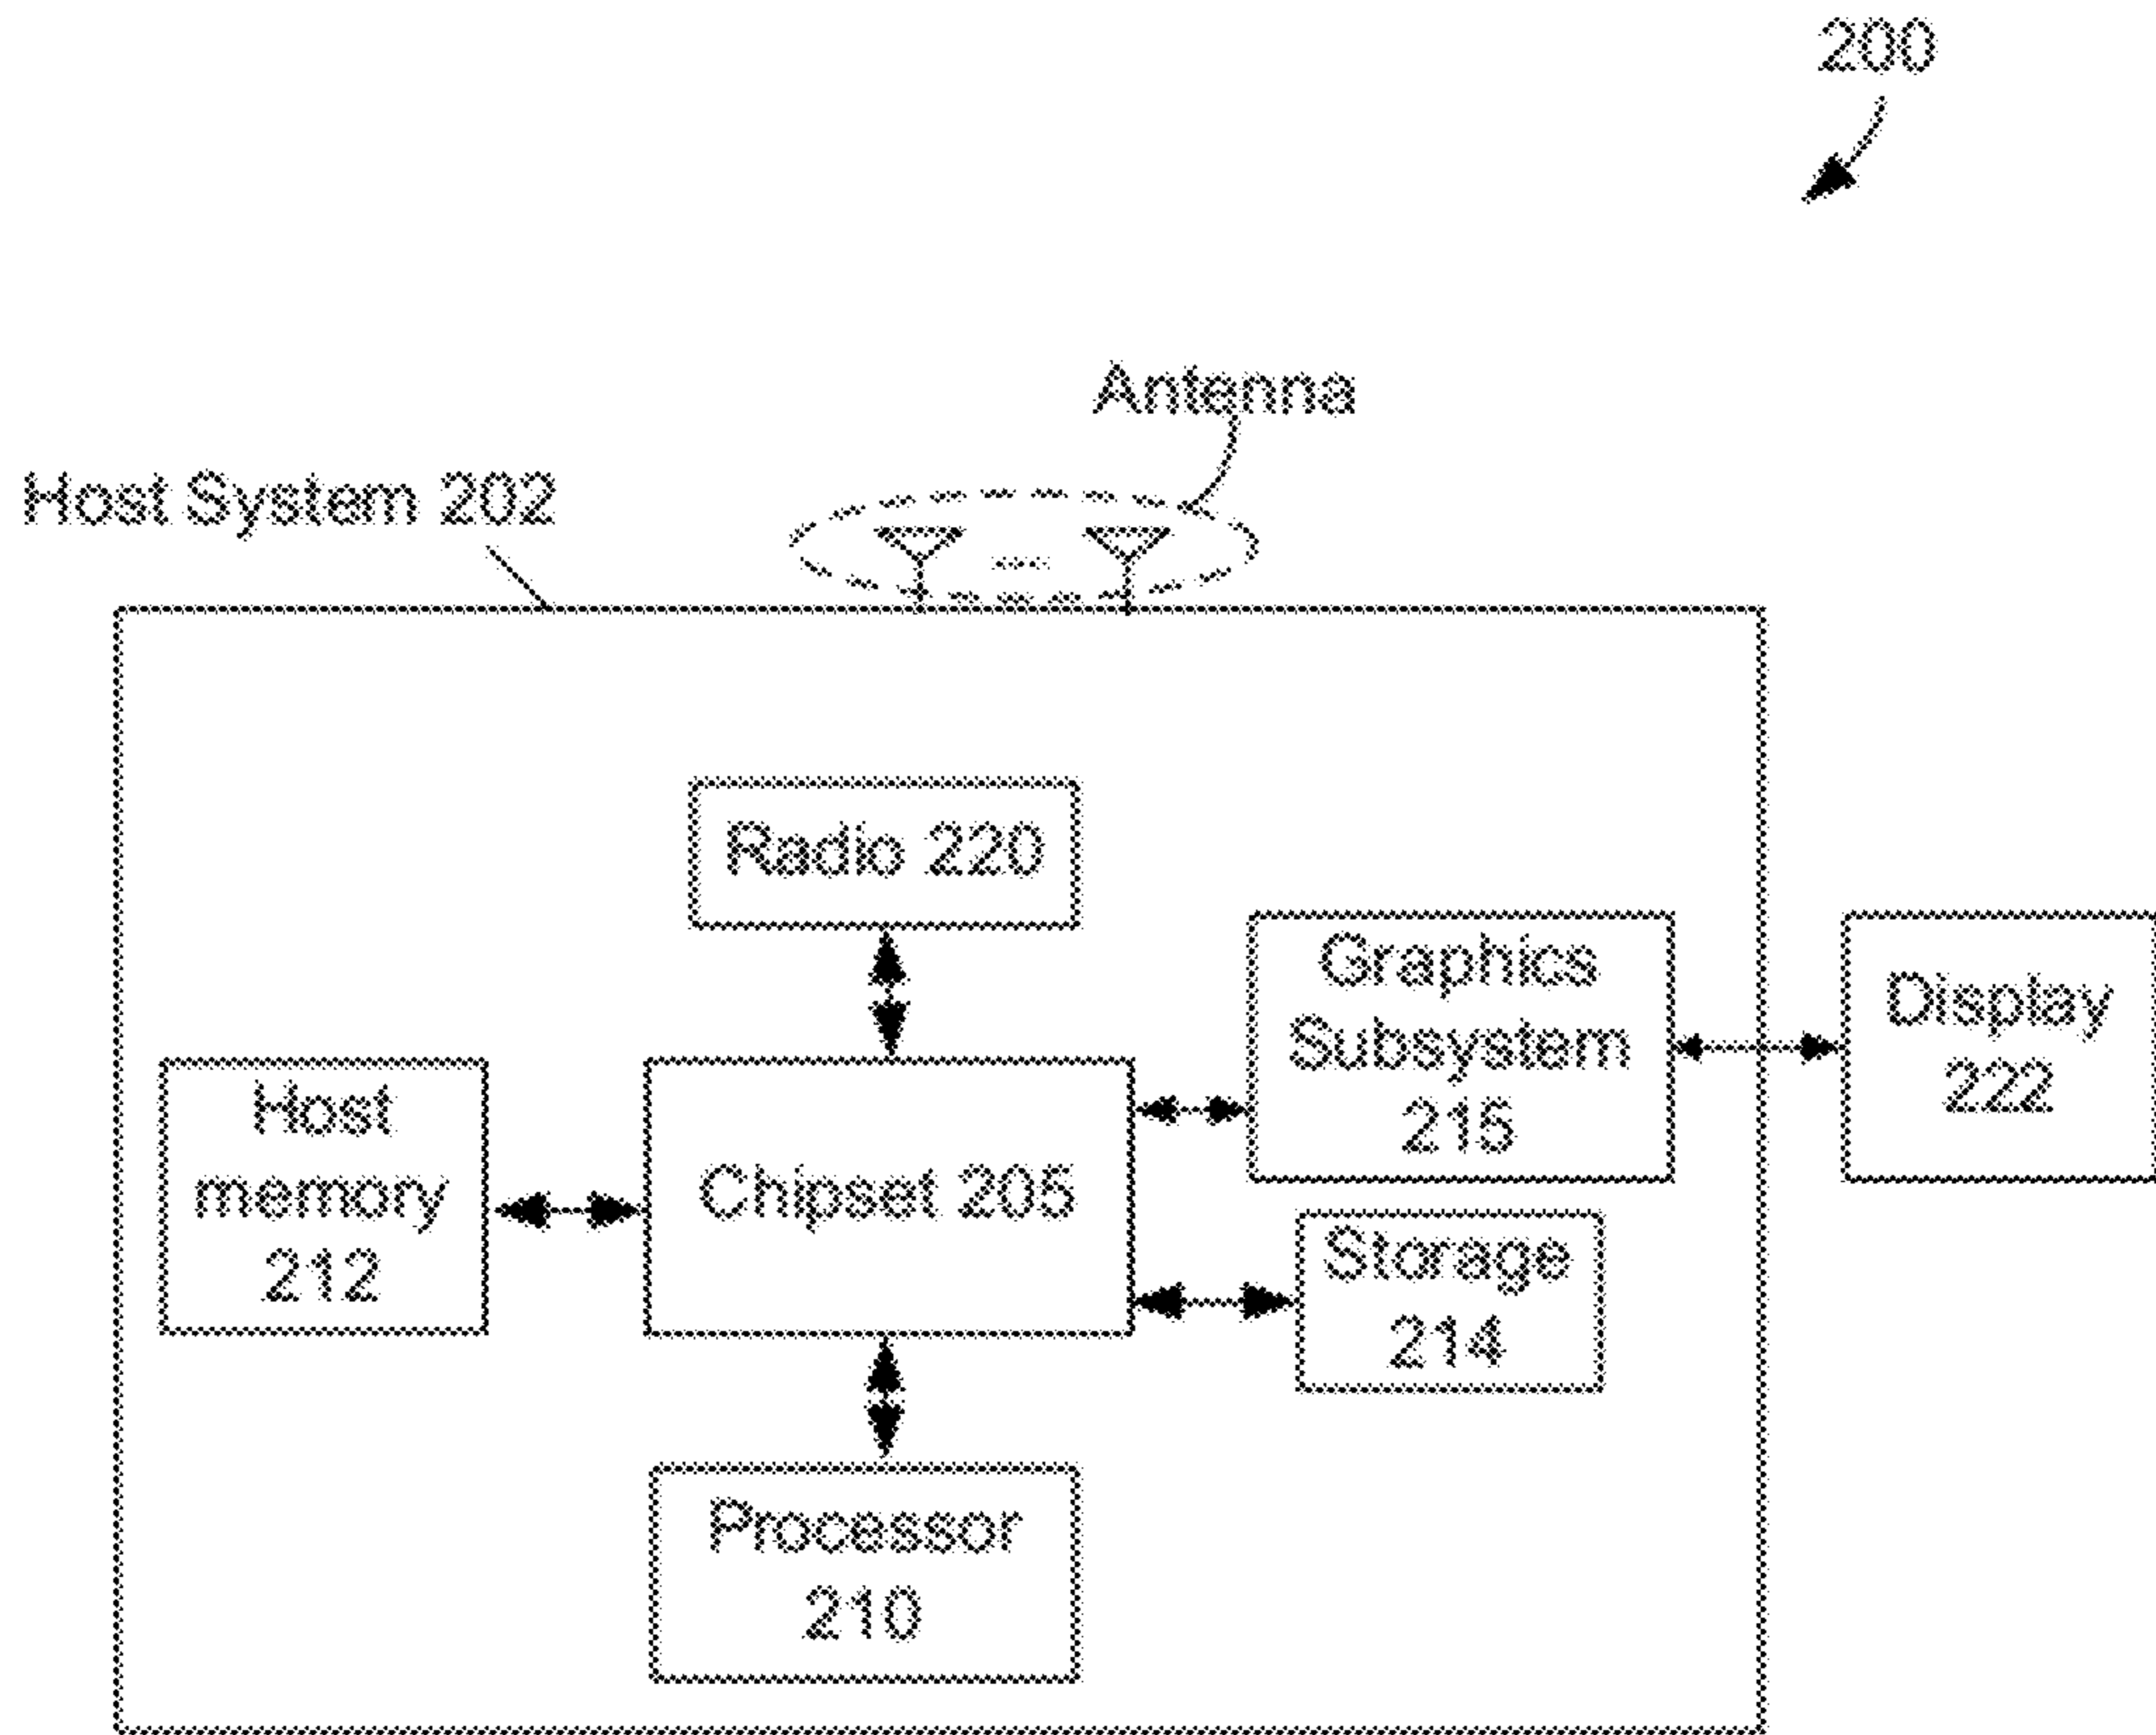 200
Antenna
Host System 202
Radio 220
Graphics
Subsystem
215
Display
222
Host
memory
212
Chipset 205
Storage
214
Processor
210